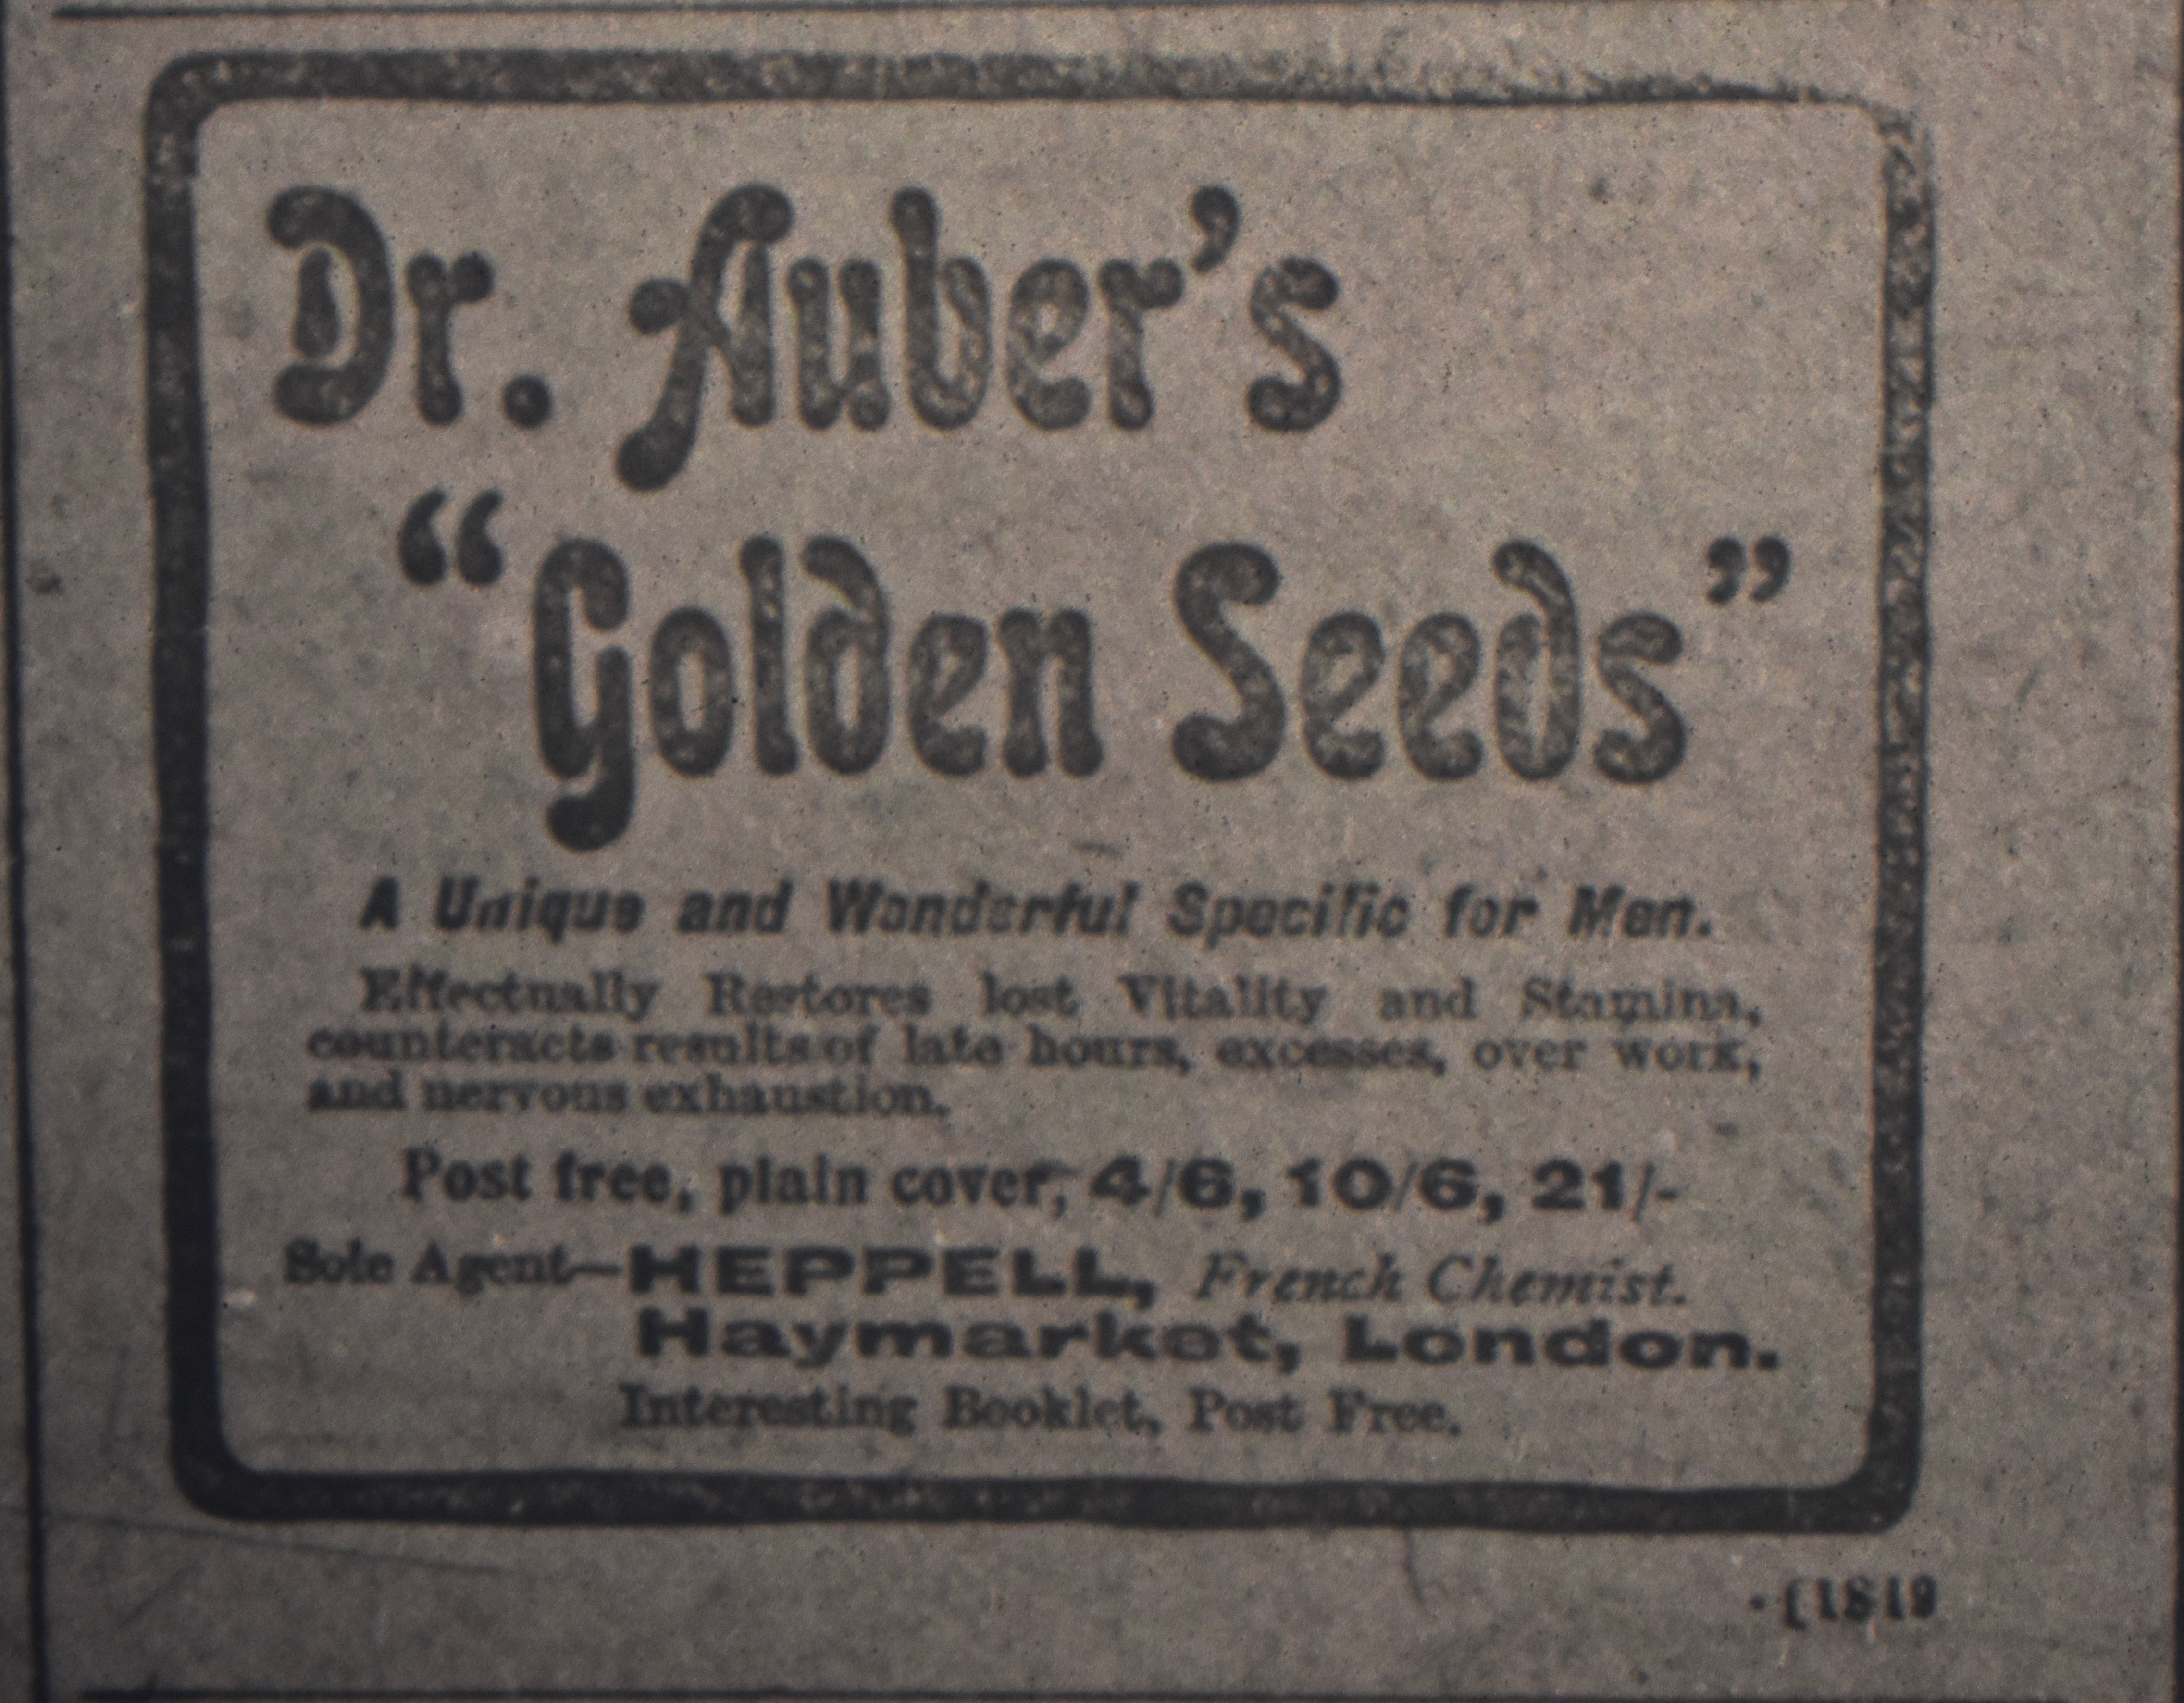 Dr. Auber's
“Golden Seeds”
A Unique and Wonderful Specific for Men.
Effectually Restores lost Vitality and Stamina,
counteracts results of late hours, excesses, over work,
and nervous exhaustion.
Post free, plain cover, 4/6, 10/6, 21/-
Sole Agent—HEPPELL, French Chemist.
Haymarket, London.
Interesting Booklet, Post Free.
[1819